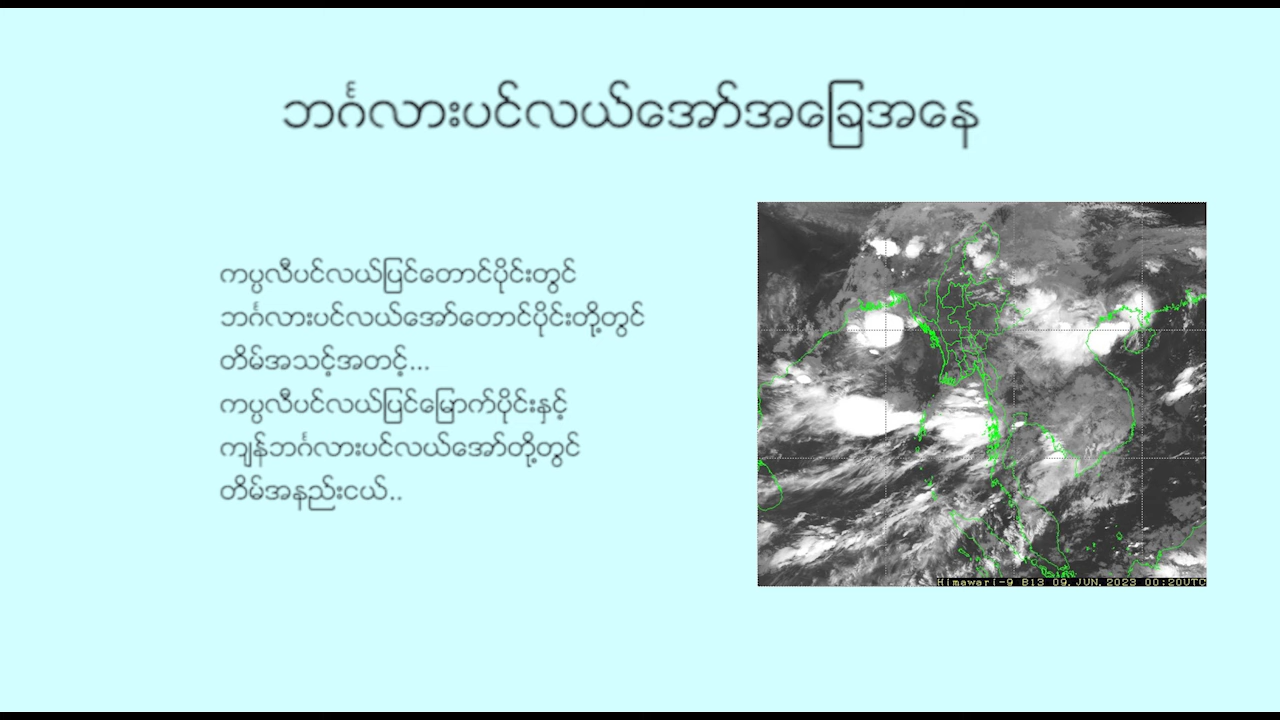 ဘင်္ဂလားပင်လယ်အော်အခြေအနေ
ကပ္ပလီပင်လယ်ပြင်တောင်ပိုင်းတွင်
ဘင်္ဂလားပင်လယ်အော်တောင်ပိုင်းတို့တွင်
တိမ်အသင့်အတင့်...
ကပ္ပလီပင်လယ်ပြင်မြောက်ပိုင်းနှင့်
ကျန်ဘင်္ဂလားပင်လယ်အော်တို့တွင်
တိမ်အနည်းငယ်..
Himawari-9 B13 09.JUN.2023 00:20UTC